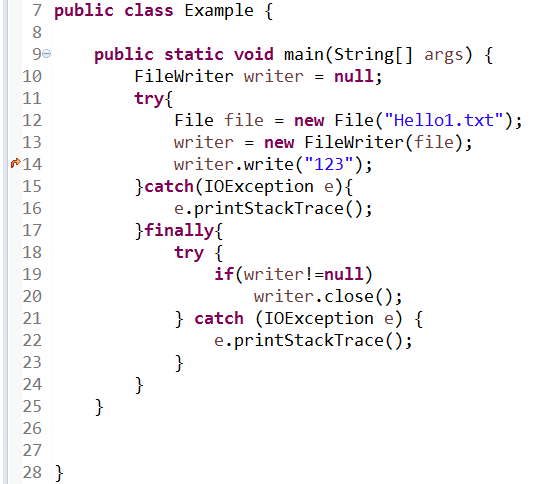 7 public class Example {
8
9 public static void main(String[] args) {
10 FileWriter writer = null;
11 try{
12 File file = new File("Hello1.txt");
13 writer = new FileWriter(file);
14 writer.write("123");
15 }catch(IOException e){
16 e.printStackTrace();
17 }finally{
18 try {
19 if(writer!=null)
20 writer.close();
21 } catch (IOException e) {
22 e.printStackTrace();
23 }
24 }
25 }
26
27
28 }